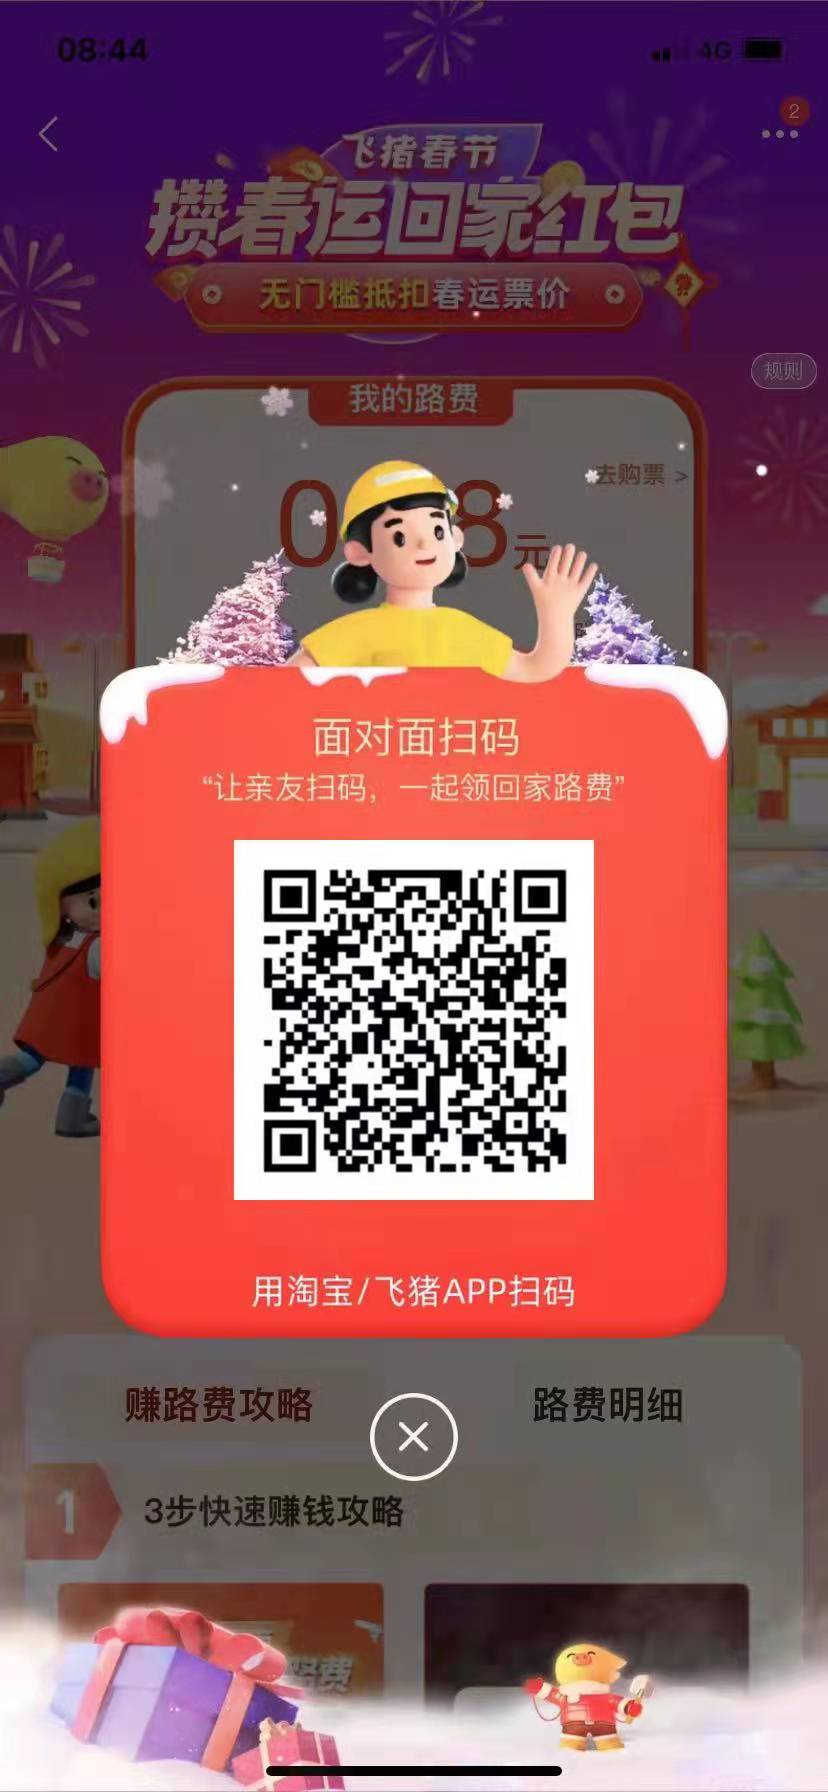 08:44
4G
2
飞猪春节
攒春运回家红包
无门槛抵扣春运票价
规则
我的路费
去购票 >
元
面对面扫码
“让亲友扫码，一起领回家路费”
用淘宝/飞猪APP扫码
赚路费攻略
路费明细
1
3步快速赚钱攻略
路费